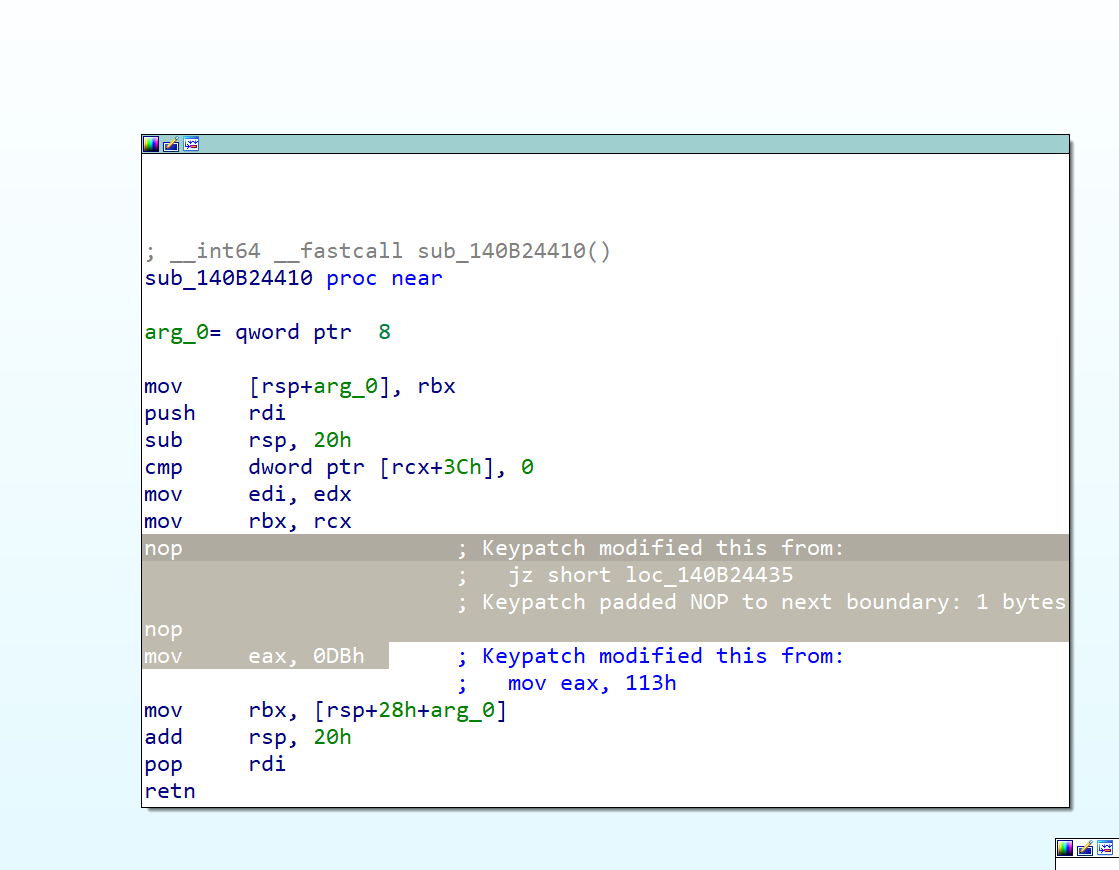 ; __int64 __fastcall sub_140B24410()
sub_140B24410 proc near
arg_0= qword ptr  8
mov     [rsp+arg_0], rbx
push    rdi
sub     rsp, 20h
cmp     dword ptr [rcx+3Ch], 0
mov     edi, edx
mov     rbx, rcx
nop                     ; Keypatch modified this from:
                        ;   jz short loc_140B24435
                        ; Keypatch padded NOP to next boundary: 1 bytes
nop
mov     eax, 0DBh       ; Keypatch modified this from:
                        ;   mov eax, 113h
mov     rbx, [rsp+28h+arg_0]
add     rsp, 20h
pop     rdi
retn